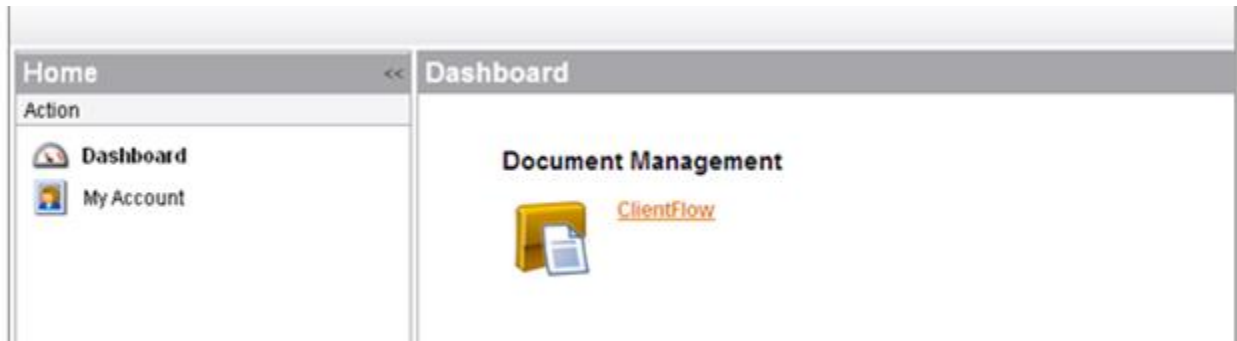 Home <<
Action
Dashboard
My Account
Dashboard
Document Management
ClientFlow